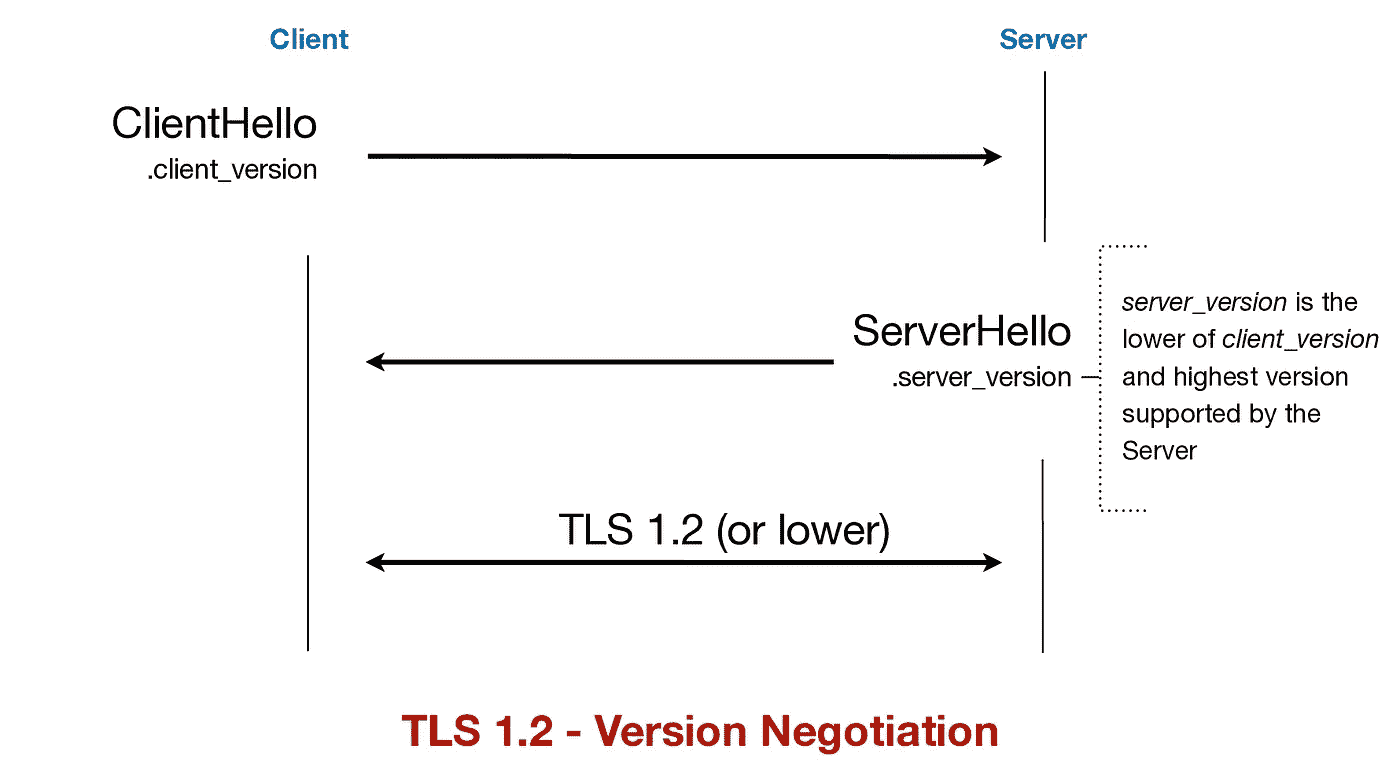 Client
Server
ClientHello
.client_version
ServerHello
.server_version
server_version is the
lower of client_version
and highest version
supported by the
Server
TLS 1.2 (or lower)
TLS 1.2 - Version Negotiation